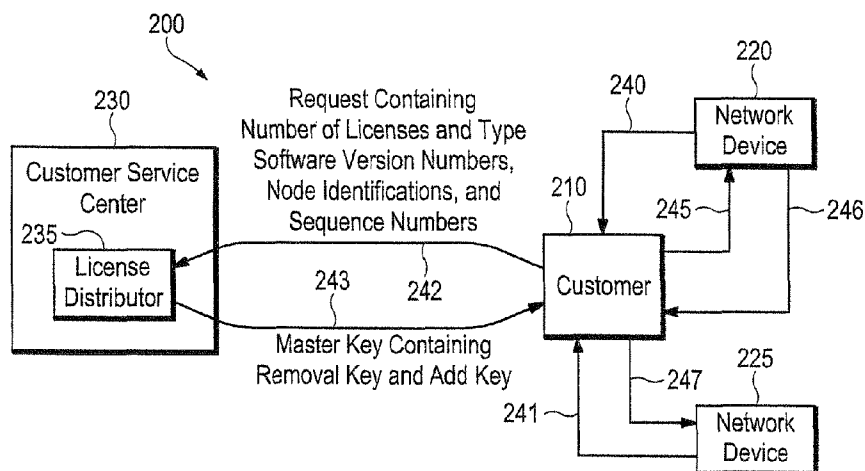 200
230
Customer Service
Center
235
License
Distributor
Request Containing
Number of Licenses and Type
Software Version Numbers,
Node Identifications, and
Sequence Numbers
242
243
Master Key Containing
Removal Key and Add Key
210
Customer
240
220
Network
Device
245
246
247
241
225
Network
Device